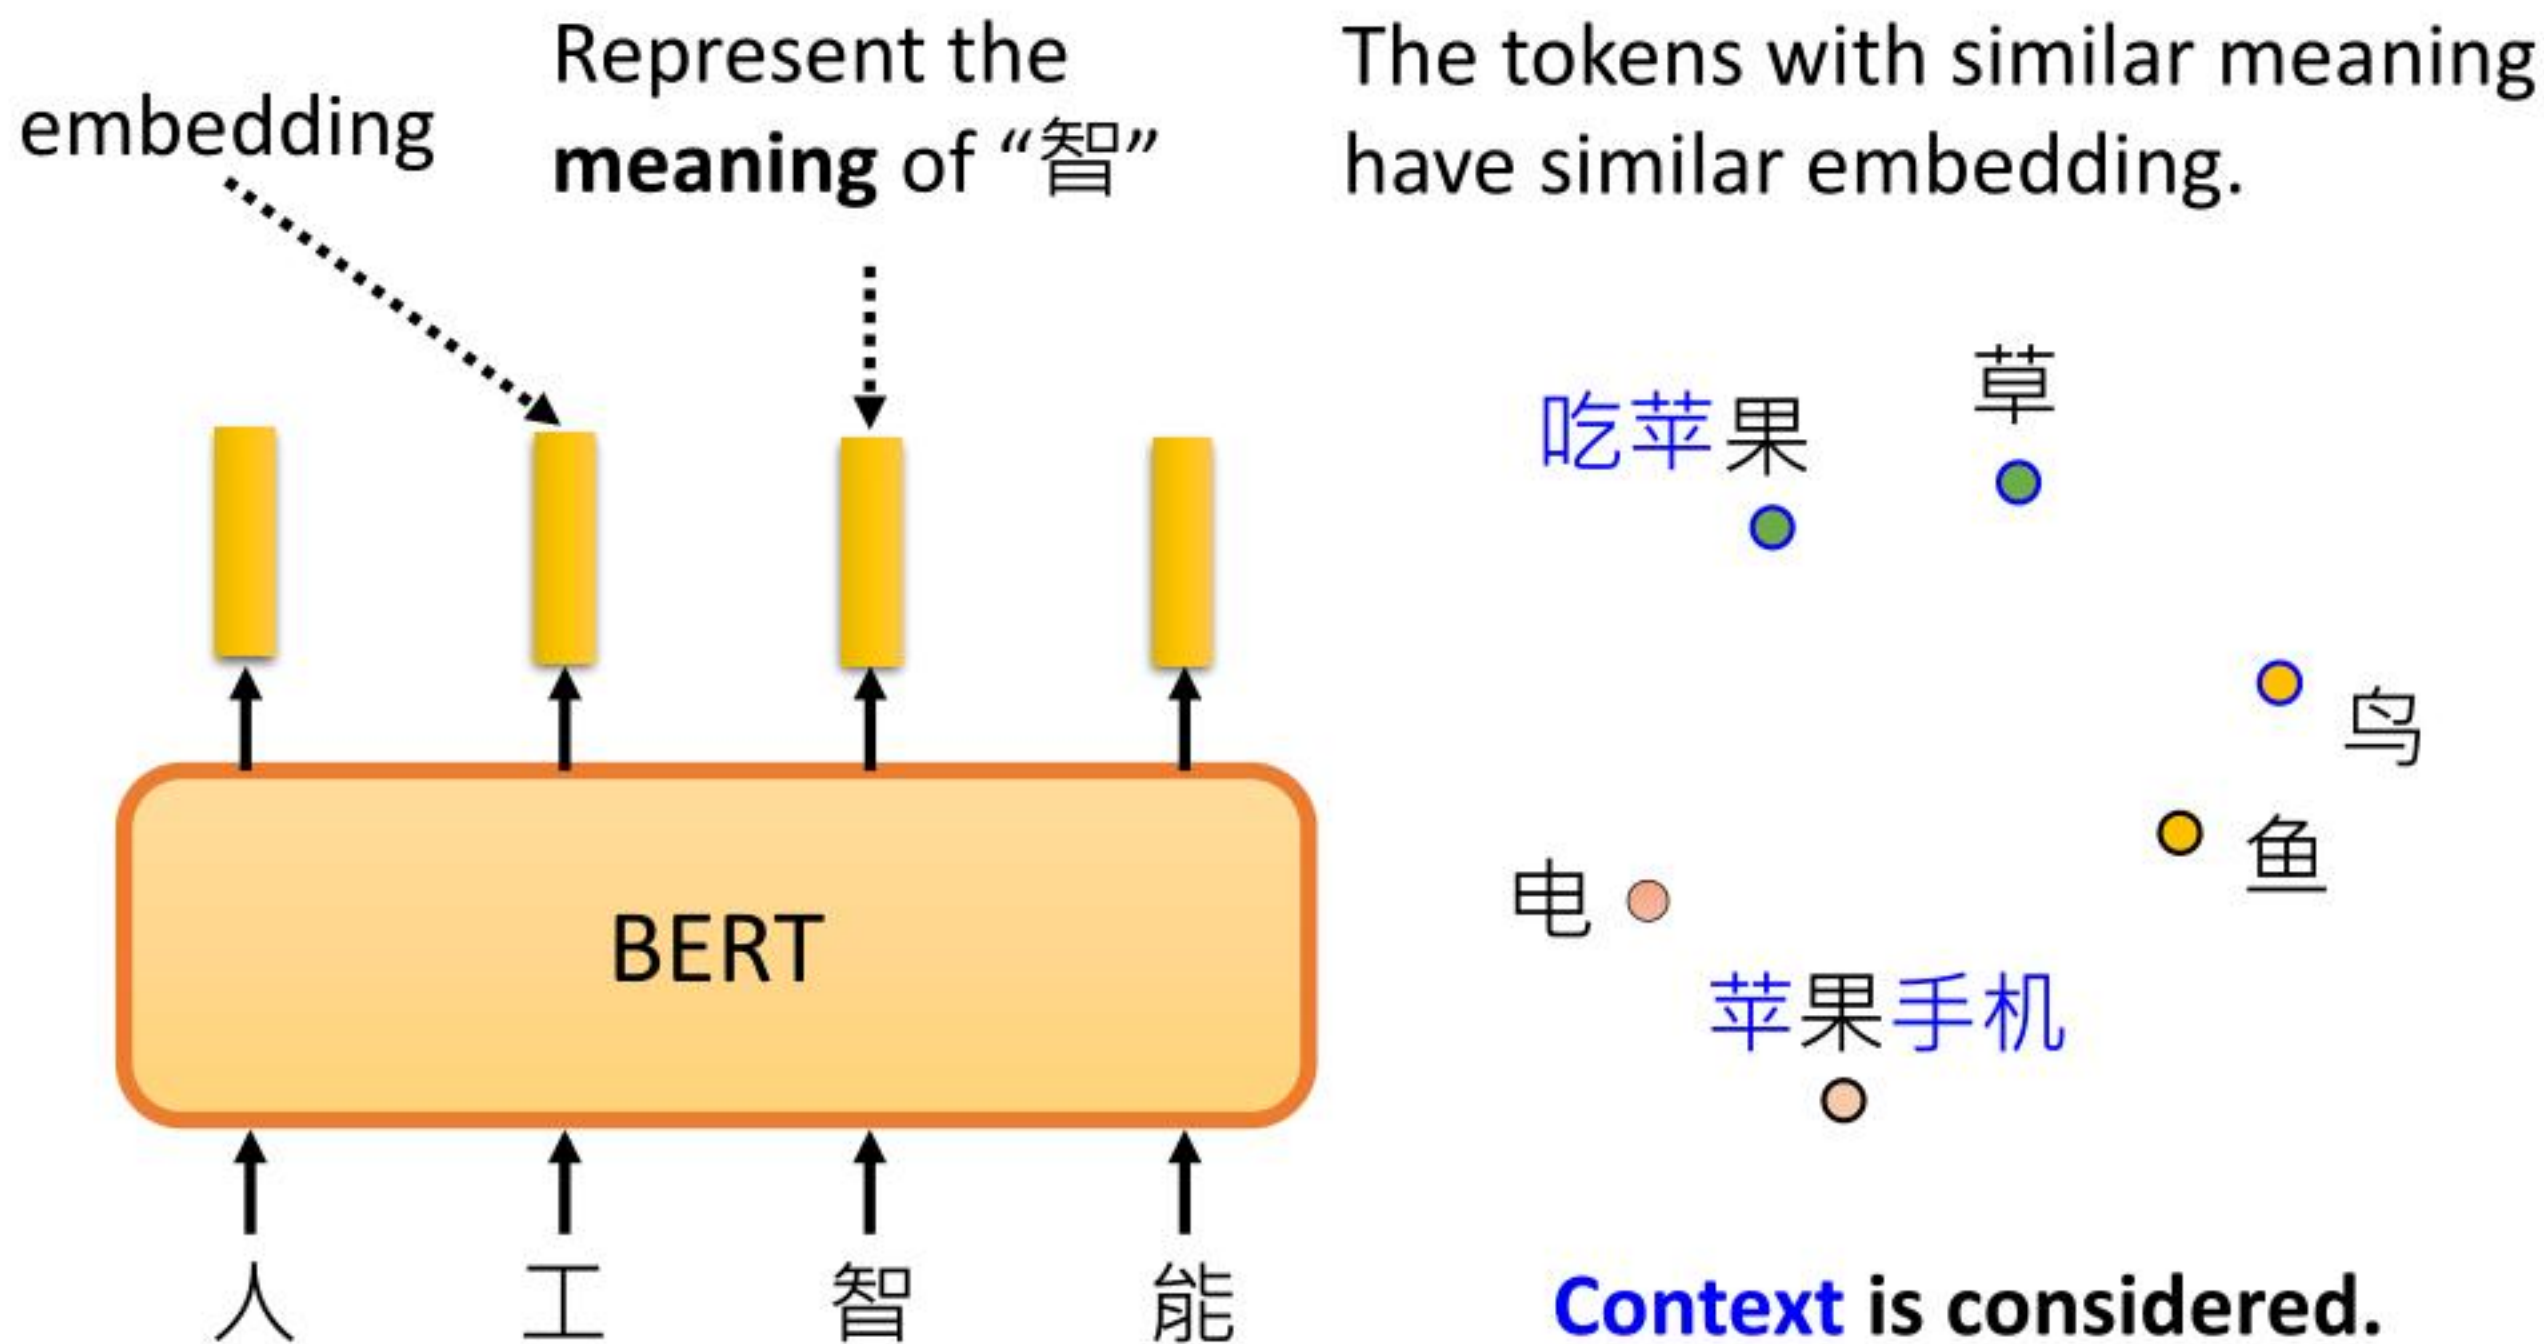 embedding
Represent the
meaning of “智”
The tokens with similar meaning
have similar embedding.
吃苹果
草
鸟
鱼
电
苹果手机
BERT
人 工 智 能
Context is considered.